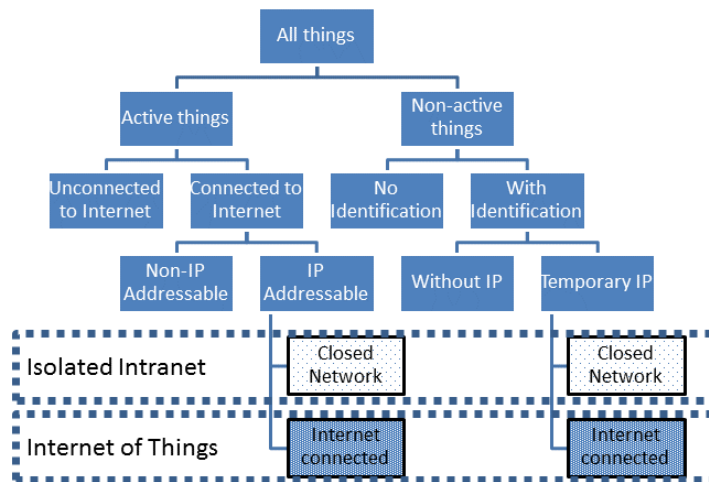 All things
Active things
Non-active
things
Unconnected
to Internet
Connected to
Internet
No
Identification
With
Identification
Non-IP
Addressable
IP
Addressable
Without IP
Temporary IP
Isolated Intranet
Closed
Network
Closed
Network
Internet of Things
Internet
connected
Internet
connected